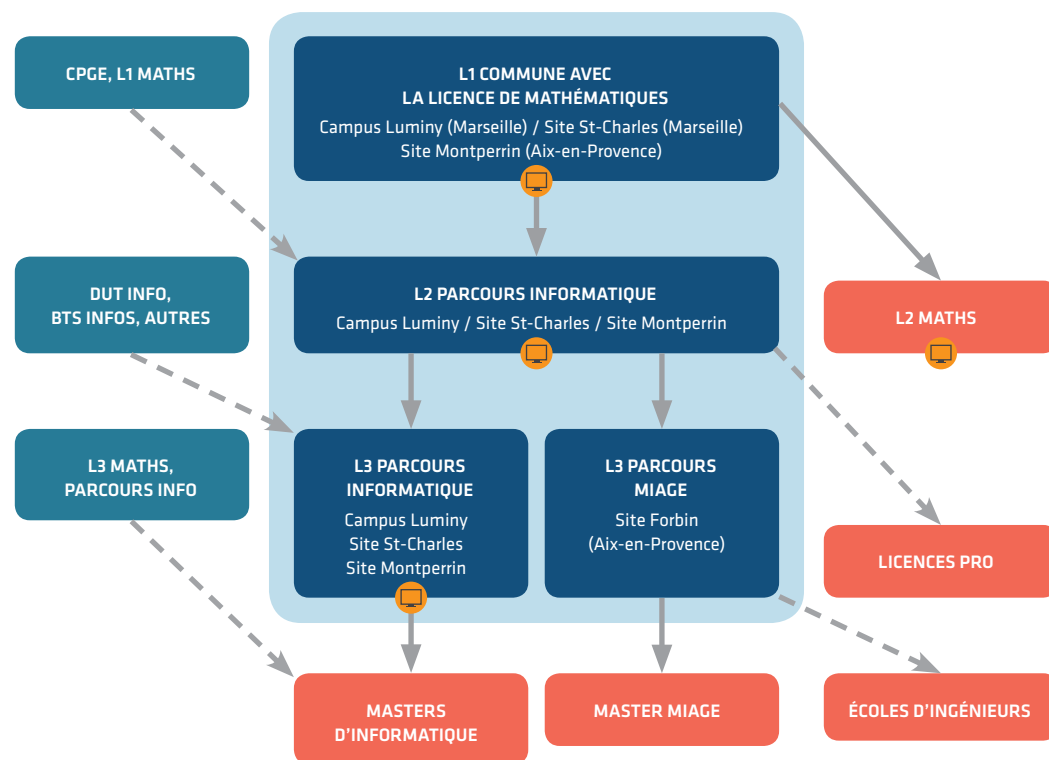 CPGE, L1 MATHS
L1 COMMUNE AVEC
LA LICENCE DE MATHÉMATIQUES
Campus Luminy (Marseille) / Site St-Charles (Marseille)
Site Montperrin (Aix-en-Provence)
DUT INFO,
BTS INFOS, AUTRES
L2 PARCOURS INFORMATIQUE
Campus Luminy / Site St-Charles / Site Montperrin
L2 MATHS
L3 MATHS,
PARCOURS INFO
L3 PARCOURS
INFORMATIQUE
Campus Luminy
Site St-Charles
Site Montperrin
L3 PARCOURS
MIAGE
Site Forbin
(Aix-en-Provence)
LICENCES PRO
MASTERS
D'INFORMATIQUE
MASTER MIAGE
ÉCOLES D'INGÉNIEURS